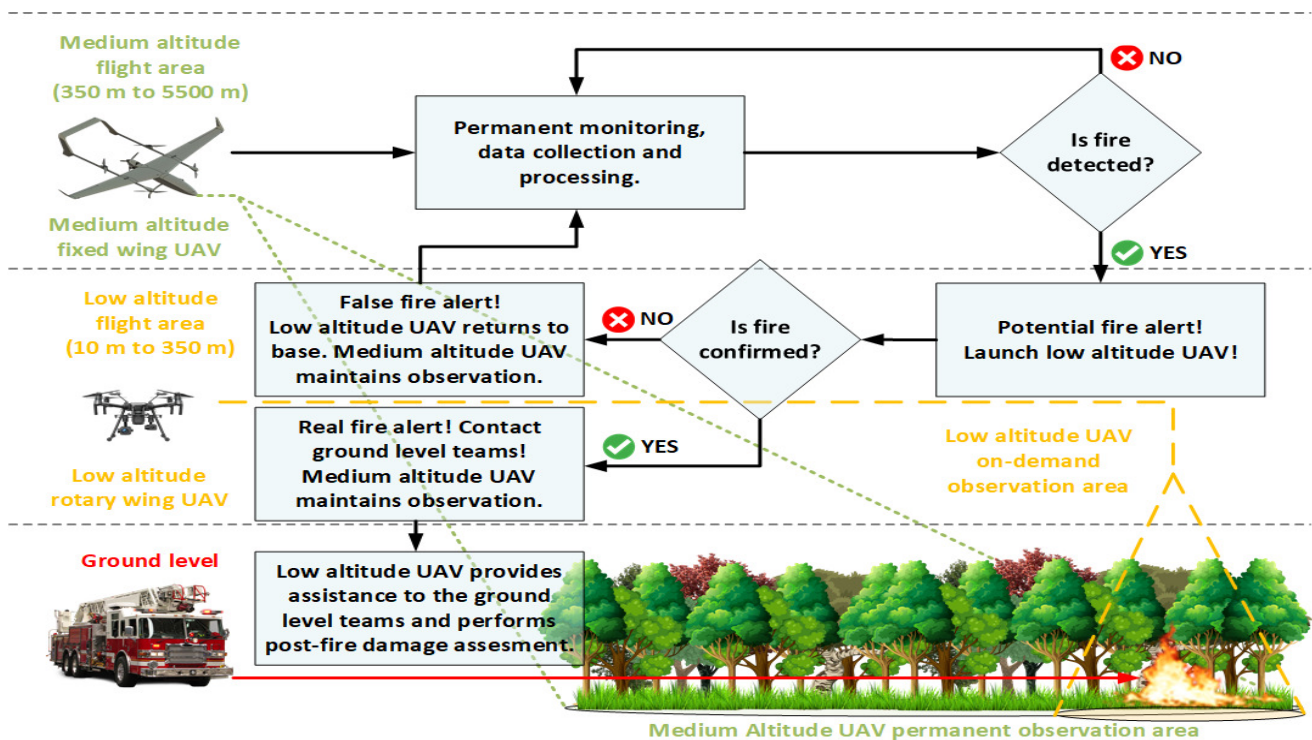 Medium altitude
flight area
(350 m to 5500 m)
Medium altitude
fixed wing UAV
Permanent monitoring,
data collection and
processing.
NO
Is fire
detected?
YES
Low altitude
flight area
(10 m to 350 m)
Low altitude
rotary wing UAV
False fire alert!
Low altitude UAV returns to
base. Medium altitude UAV
maintains observation.
NO
Is fire
confirmed?
Potential fire alert!
Launch low altitude UAV!
Real fire alert! Contact
ground level teams!
Medium altitude UAV
maintains observation.
YES
Low altitude UAV
on-demand
observation area
Ground level
Low altitude UAV provides
assistance to the ground
level teams and performs
post-fire damage assesment.
Medium Altitude UAV permanent observation area